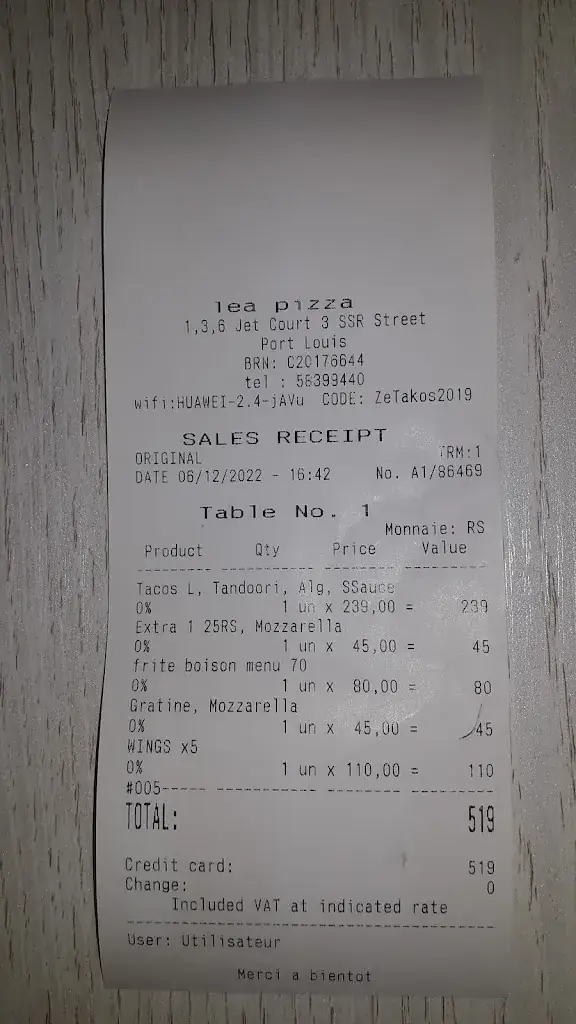 lea pizza
1,3,6 Jet Court 3 SSR Street
Port Louis
BRN: C20176644
tel : 58399440
wifi:HUAWEI-2.4-jAVu CODE: ZeTakos2019
SALES RECEIPT
ORIGINAL TRM:1
DATE 06/12/2022 - 16:42 No. A1/86469
Table No. 1
Monnaie: RS
Product Qty Price Value
Tacos L, Tandoori, Alg, SSauce
0% 1 un x 239,00 = 239
Extra 1 25RS, Mozzarella
0% 1 un x 45,00 = 45
frite boison menu 70
0% 1 un x 80,00 = 80
Gratine, Mozzarella
0% 1 un x 45,00 = 45
WINGS x5
0% 1 un x 110,00 = 110
#005----- ------------ -------- ---------
TOTAL: 519
Credit card: 519
Change: 0
Included VAT at indicated rate
User: Utilisateur
Merci a bientot